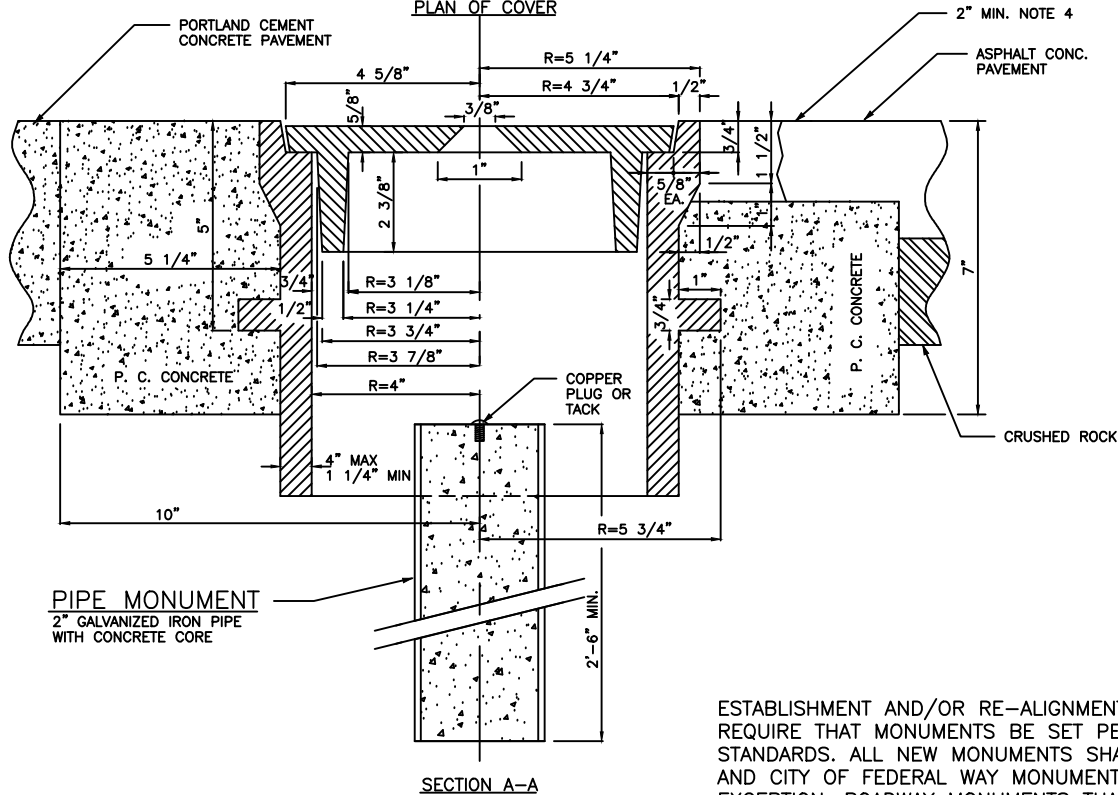 PLAN OF COVER
PORTLAND CEMENT
CONCRETE PAVEMENT
2" MIN. NOTE 4
ASPHALT CONC.
PAVEMENT
R=5 1/4"
4 5/8"
R=4 3/4"
1/2"
5/8"
3/8"
3/4"
1 1/2"
1"
5/8"
EA.
2 3/8"
1"
5"
7"
5 1/4"
3/4"
1/2"
1/2"
1"
3/4"
R=3 1/8"
R=3 1/4"
R=3 3/4"
R=3 7/8"
R=4"
P. C. CONCRETE
P. C. CONCRETE
COPPER
PLUG OR
TACK
CRUSHED ROCK
4" MAX
1 1/4" MIN
10"
R=5 3/4"
PIPE MONUMENT
2" GALVANIZED IRON PIPE
WITH CONCRETE CORE
2'-6" MIN.
SECTION A-A
ESTABLISHMENT AND/OR RE-ALIGNMENT
REQUIRE THAT MONUMENTS BE SET PE
STANDARDS. ALL NEW MONUMENTS SHA
AND CITY OF FEDERAL WAY MONUMENT
EXCEPTION: ROADWAY MONUMENTS THA